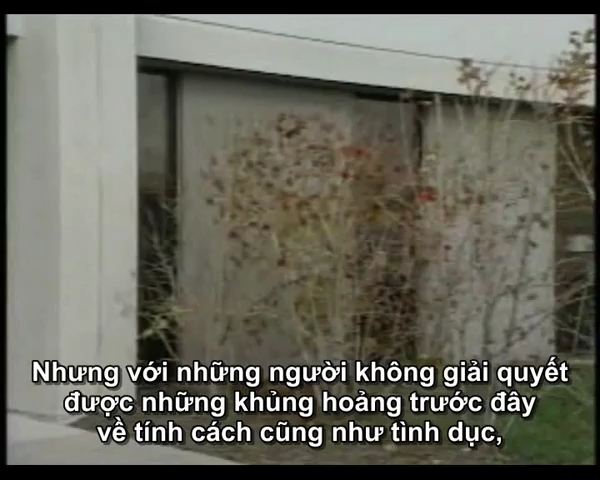 Nhưng với những người không giải quyết
được những khủng hoảng trước đây
về tính cách cũng như tình dục,